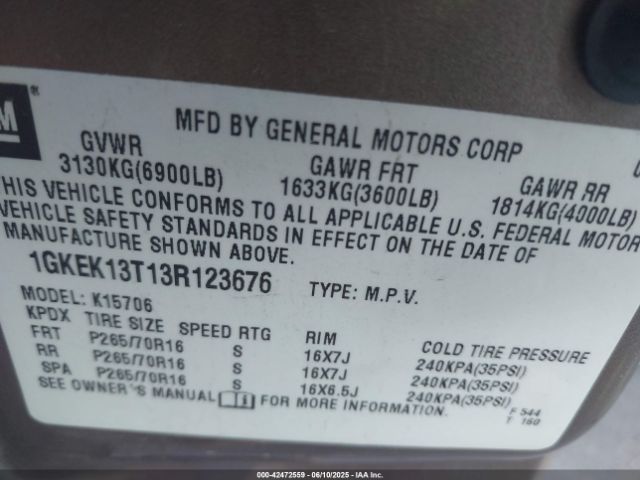 M ®
MFD BY GENERAL MOTORS CORP
GVWR GAWR FRT GAWR RR
3130KG(6900LB) 1633KG(3600LB) 1814KG(4000LB)
THIS VEHICLE CONFORMS TO ALL APPLICABLE U.S. FEDERAL MOTOR
VEHICLE SAFETY STANDARDS IN EFFECT ON THE DATE OF
MANUFACTURE SHOWN ABOVE.
1GKEK13T13R123676 TYPE: M.P.V.
MODEL: K15706
KPDX TIRE SIZE SPEED RTG RIM COLD TIRE PRESSURE
FRT P265/70R16 S 16X7J 240KPA(35PSI)
RR P265/70R16 S 16X7J 240KPA(35PSI)
SPA P265/70R16 S 16X6.5J 240KPA(35PSI)
SEE OWNER'S MANUAL FOR MORE INFORMATION.
F 544
T 160
000-42472559 - 06/10/2025 - IAA Inc.